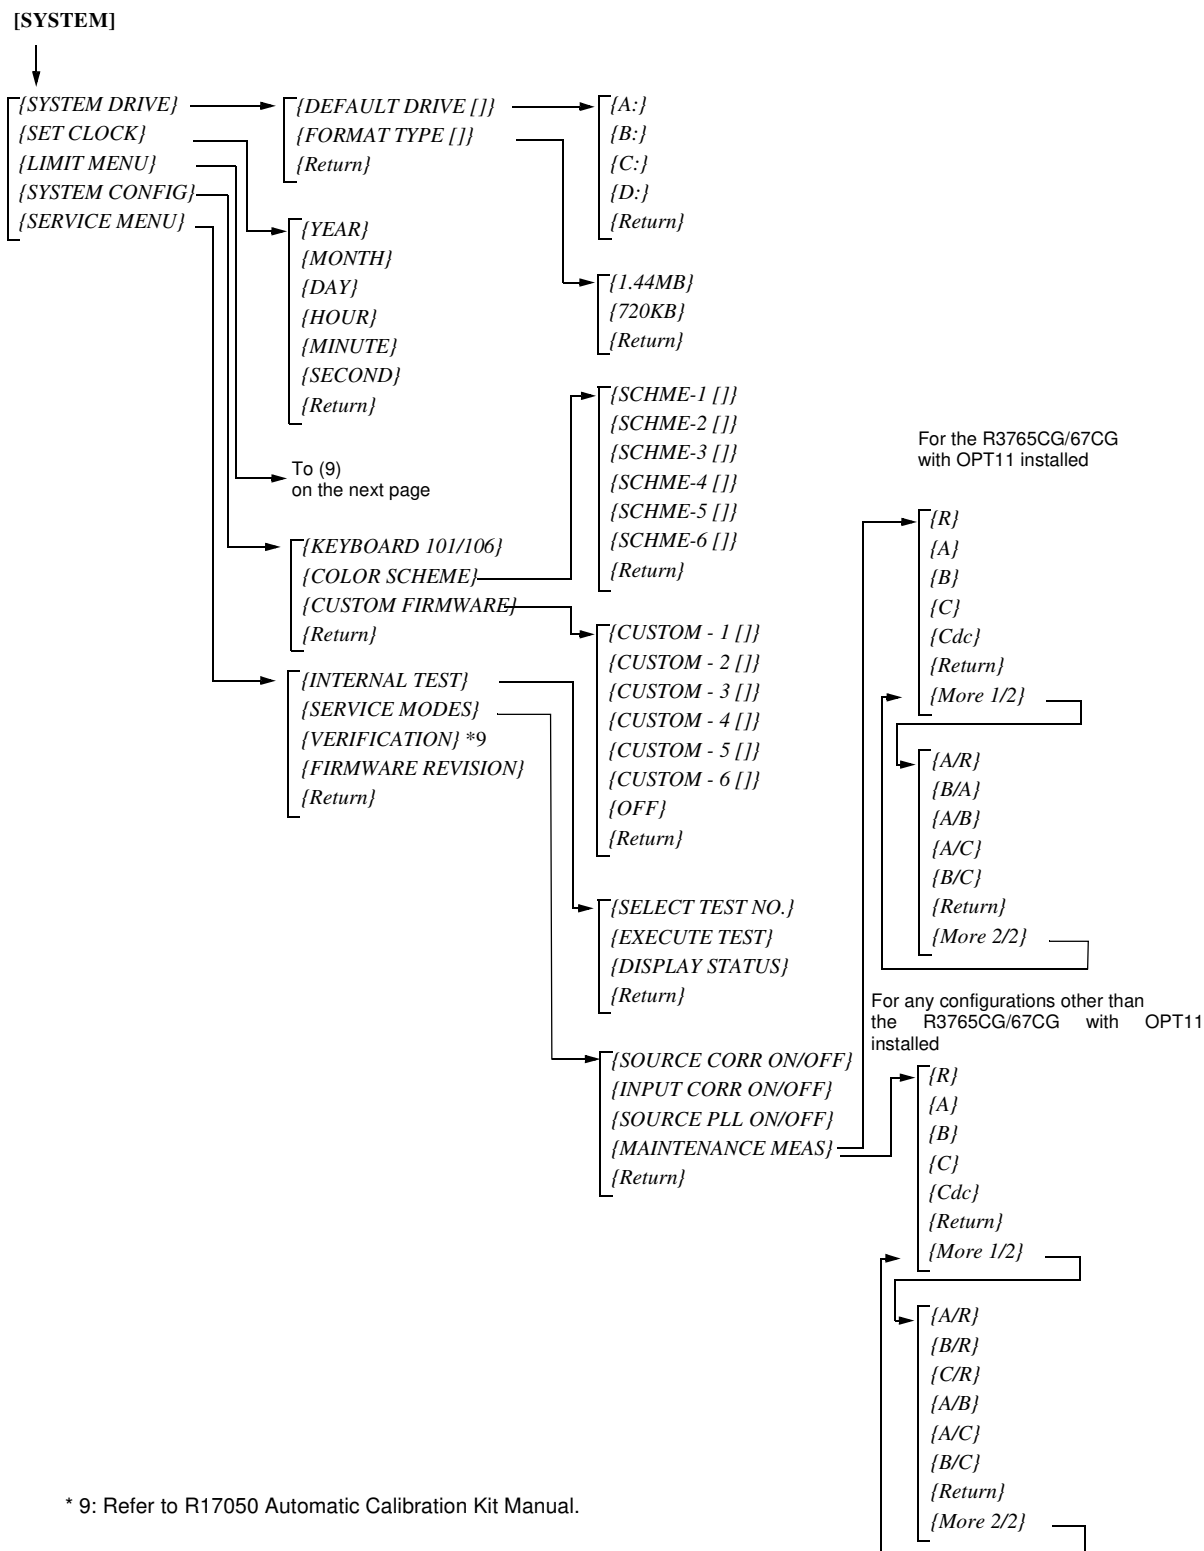 [SYSTEM]
{SYSTEM DRIVE}
{SET CLOCK}
{LIMIT MENU}
{SYSTEM CONFIG}
{SERVICE MENU}
{DEFAULT DRIVE []}
{FORMAT TYPE []}
{Return}
{A:}
{B:}
{C:}
{D:}
{Return}
{1.44MB}
{720KB}
{Return}
{YEAR}
{MONTH}
{DAY}
{HOUR}
{MINUTE}
{SECOND}
{Return}
To (9)
on the next page
{KEYBOARD 101/106}
{COLOR SCHEME}
{CUSTOM FIRMWARE}
{Return}
{SCHME-1 []}
{SCHME-2 []}
{SCHME-3 []}
{SCHME-4 []}
{SCHME-5 []}
{SCHME-6 []}
{Return}
{CUSTOM - 1 []}
{CUSTOM - 2 []}
{CUSTOM - 3 []}
{CUSTOM - 4 []}
{CUSTOM - 5 []}
{CUSTOM - 6 []}
{OFF}
{Return}
{INTERNAL TEST}
{SERVICE MODES}
{VERIFICATION} *9
{FIRMWARE REVISION}
{Return}
{SELECT TEST NO.}
{EXECUTE TEST}
{DISPLAY STATUS}
{Return}
{SOURCE CORR ON/OFF}
{INPUT CORR ON/OFF}
{SOURCE PLL ON/OFF}
{MAINTENANCE MEAS}
{Return}
For the R3765CG/67CG
with OPT11 installed
{R}
{A}
{B}
{C}
{Cdc}
{Return}
{More 1/2}
{A/R}
{B/A}
{A/B}
{A/C}
{B/C}
{Return}
{More 2/2}
For any configurations other than
the R3765CG/67CG with OPT11
installed
{R}
{A}
{B}
{C}
{Cdc}
{Return}
{More 1/2}
{A/R}
{B/R}
{C/R}
{A/B}
{A/C}
{B/C}
{Return}
{More 2/2}
* 9: Refer to R17050 Automatic Calibration Kit Manual.